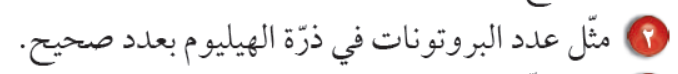 ٢ مثّل عدد البروتونات في ذرّة الهيليوم بعدد صحيح.